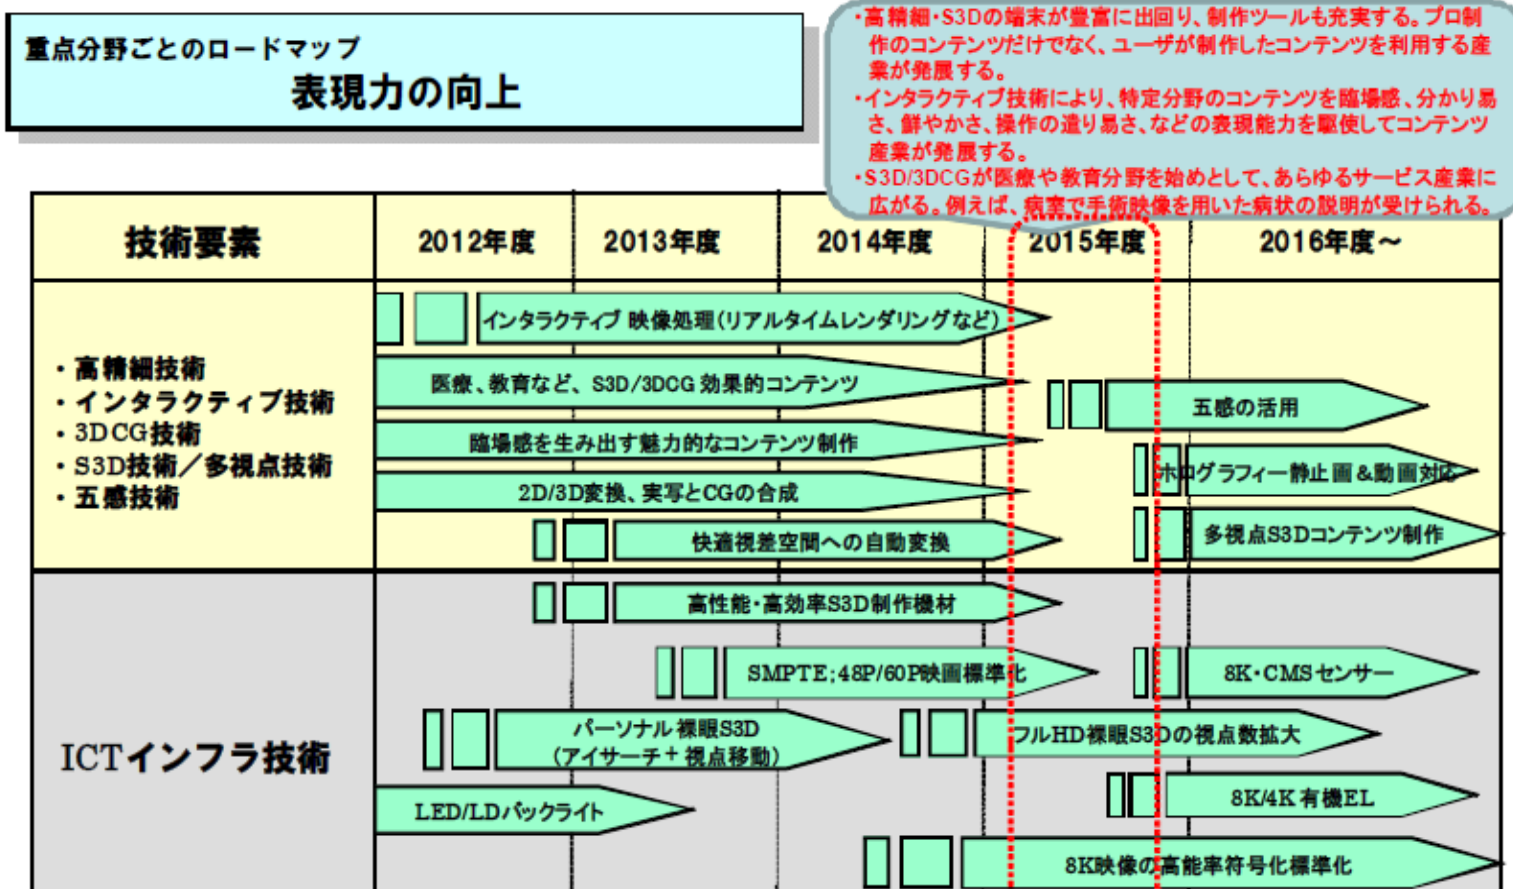 重点分野ごとのロードマップ
表現力の向上
・高精細・S3Dの端末が豊富に出回り、制作ツールも充実する。プロ制
作のコンテンツだけでなく、ユーザが制作したコンテンツを利用する産
業が発展する。
・インタラクティブ技術により、特定分野のコンテンツを臨場感、分かり易
さ、鮮やかさ、操作の遣り易さ、などの表現能力を駆使してコンテンツ
産業が発展する。
・S3D/3DCGが医療や教育分野を始めとして、あらゆるサービス産業に
広がる。例えば、病室で手術映像を用いた病状の説明が受けられる。
技術要素
2012年度
2013年度
2014年度
2015年度
2016年度～
・高精細技術
・インタラクティブ技術
・3DCG技術
・S3D技術／多視点技術
・五感技術
インタラクティブ 映像処理(リアルタイムレンダリングなど)
医療、教育など、S3D/3DCG 効果的コンテンツ
五感の活用
臨場感を生み出す魅力的なコンテンツ制作
ホログラフィー静止画＆動画対応
2D/3D変換、実写とCGの合成
快適視差空間への自動変換
多視点S3Dコンテンツ制作
ICTインフラ技術
高性能・高効率S3D制作機材
SMPTE;48P/60P映画標準化
8K・CMSセンサー
パーソナル裸眼S3D
(アイサーチ＋視点移動)
フルHD裸眼S3Dの視点数拡大
LED/LDバックライト
8K/4K 有機EL
8K映像の高能率符号化標準化